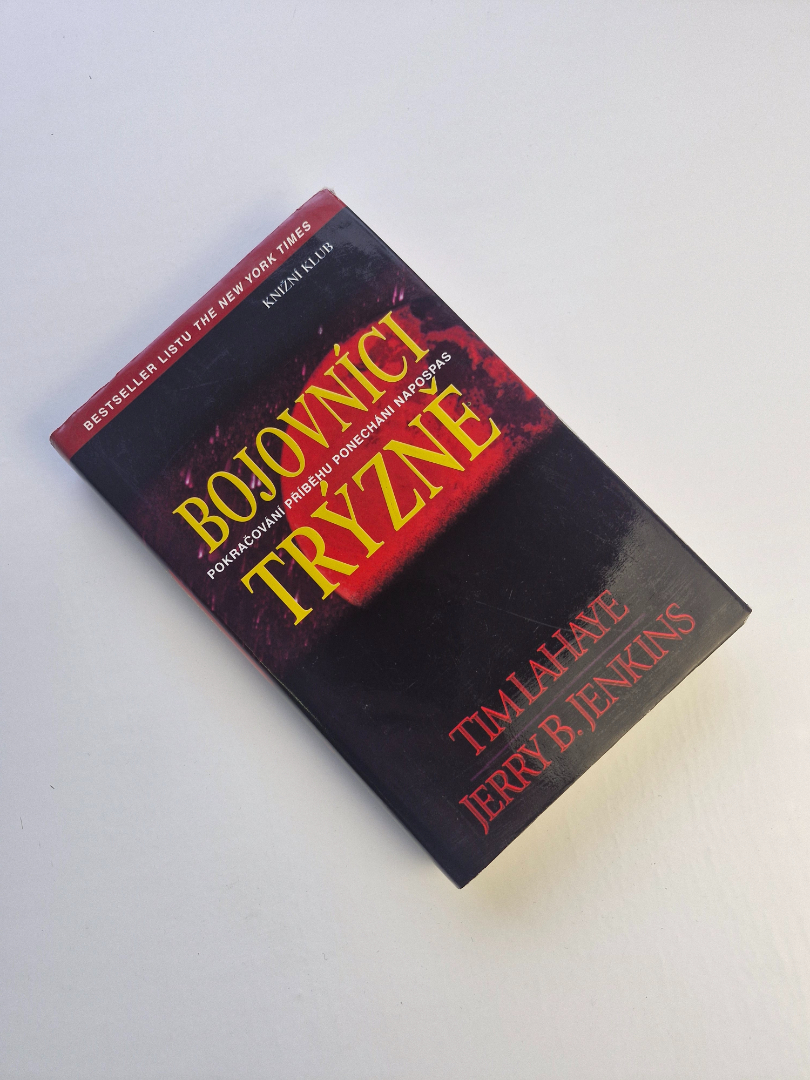 BESTSELLER LISTU THE NEW YORK TIMES
KNIŽNÍ KLUB
BOJOVNÍCI
POKRAČOVÁNÍ PŘÍBĚHU PONECHÁNI NAPOSPAS
TRÝZNĚ
TIM LAHAYE
JERRY B. JENKINS